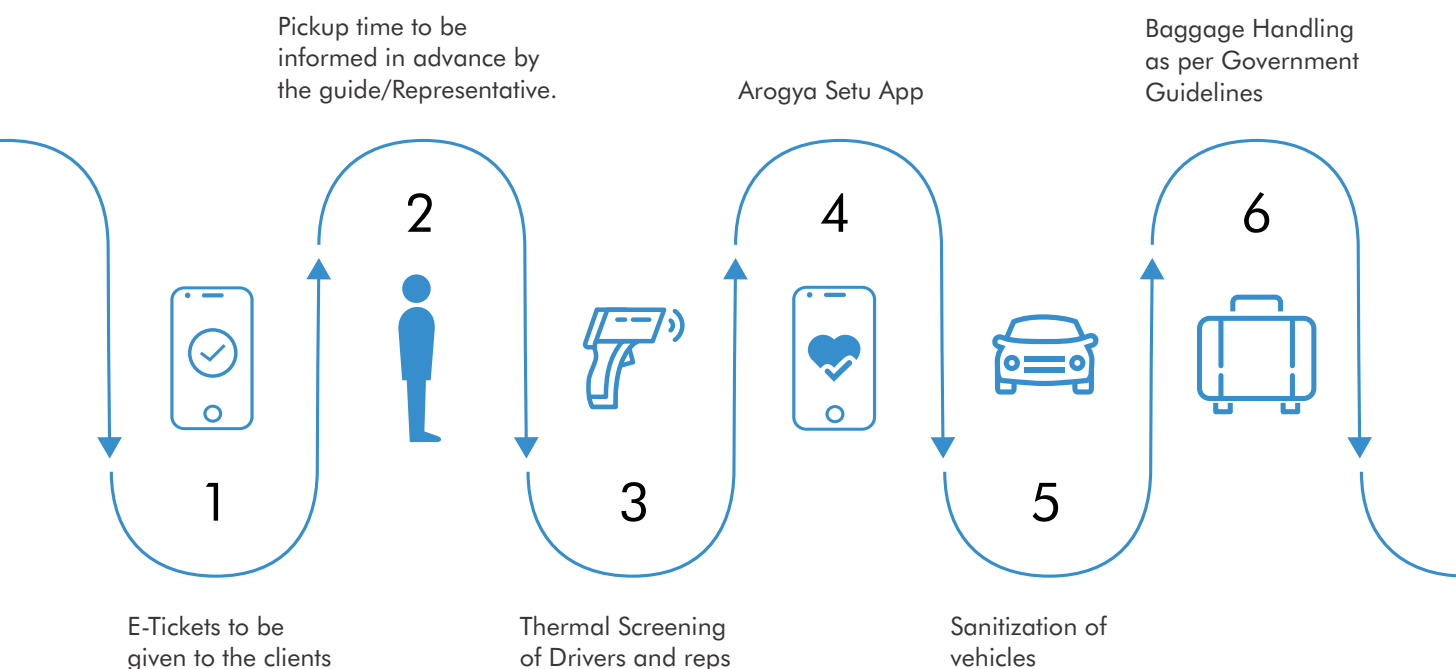 Pickup time to be
informed in advance by
the guide/Representative.
Arogya Setu App
Baggage Handling
as per Government
Guidelines
2
4
6
1
3
5
E-Tickets to be
given to the clients
Thermal Screening
of Drivers and reps
Sanitization of
vehicles